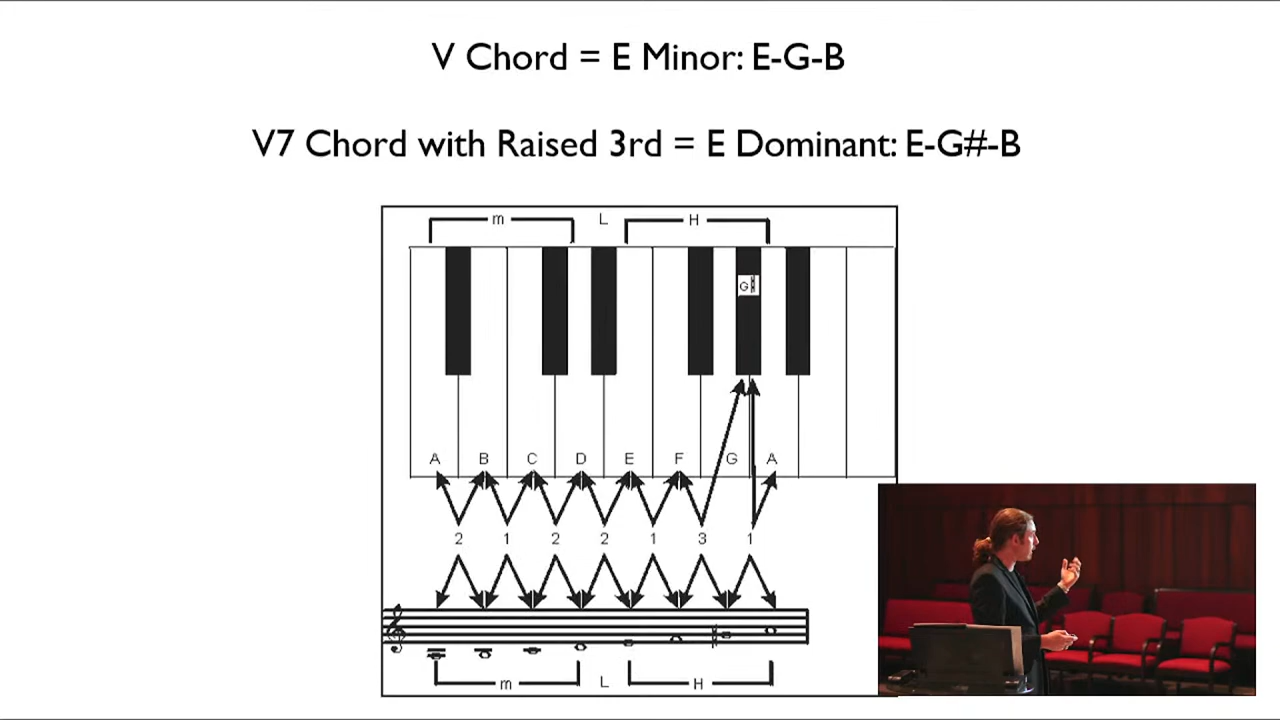 V Chord = E Minor: E-G-B
V7 Chord with Raised 3rd = E Dominant: E-G#-B
m L H
G#
A B C D E F G A
2 1 2 2 1 3 1
m L H